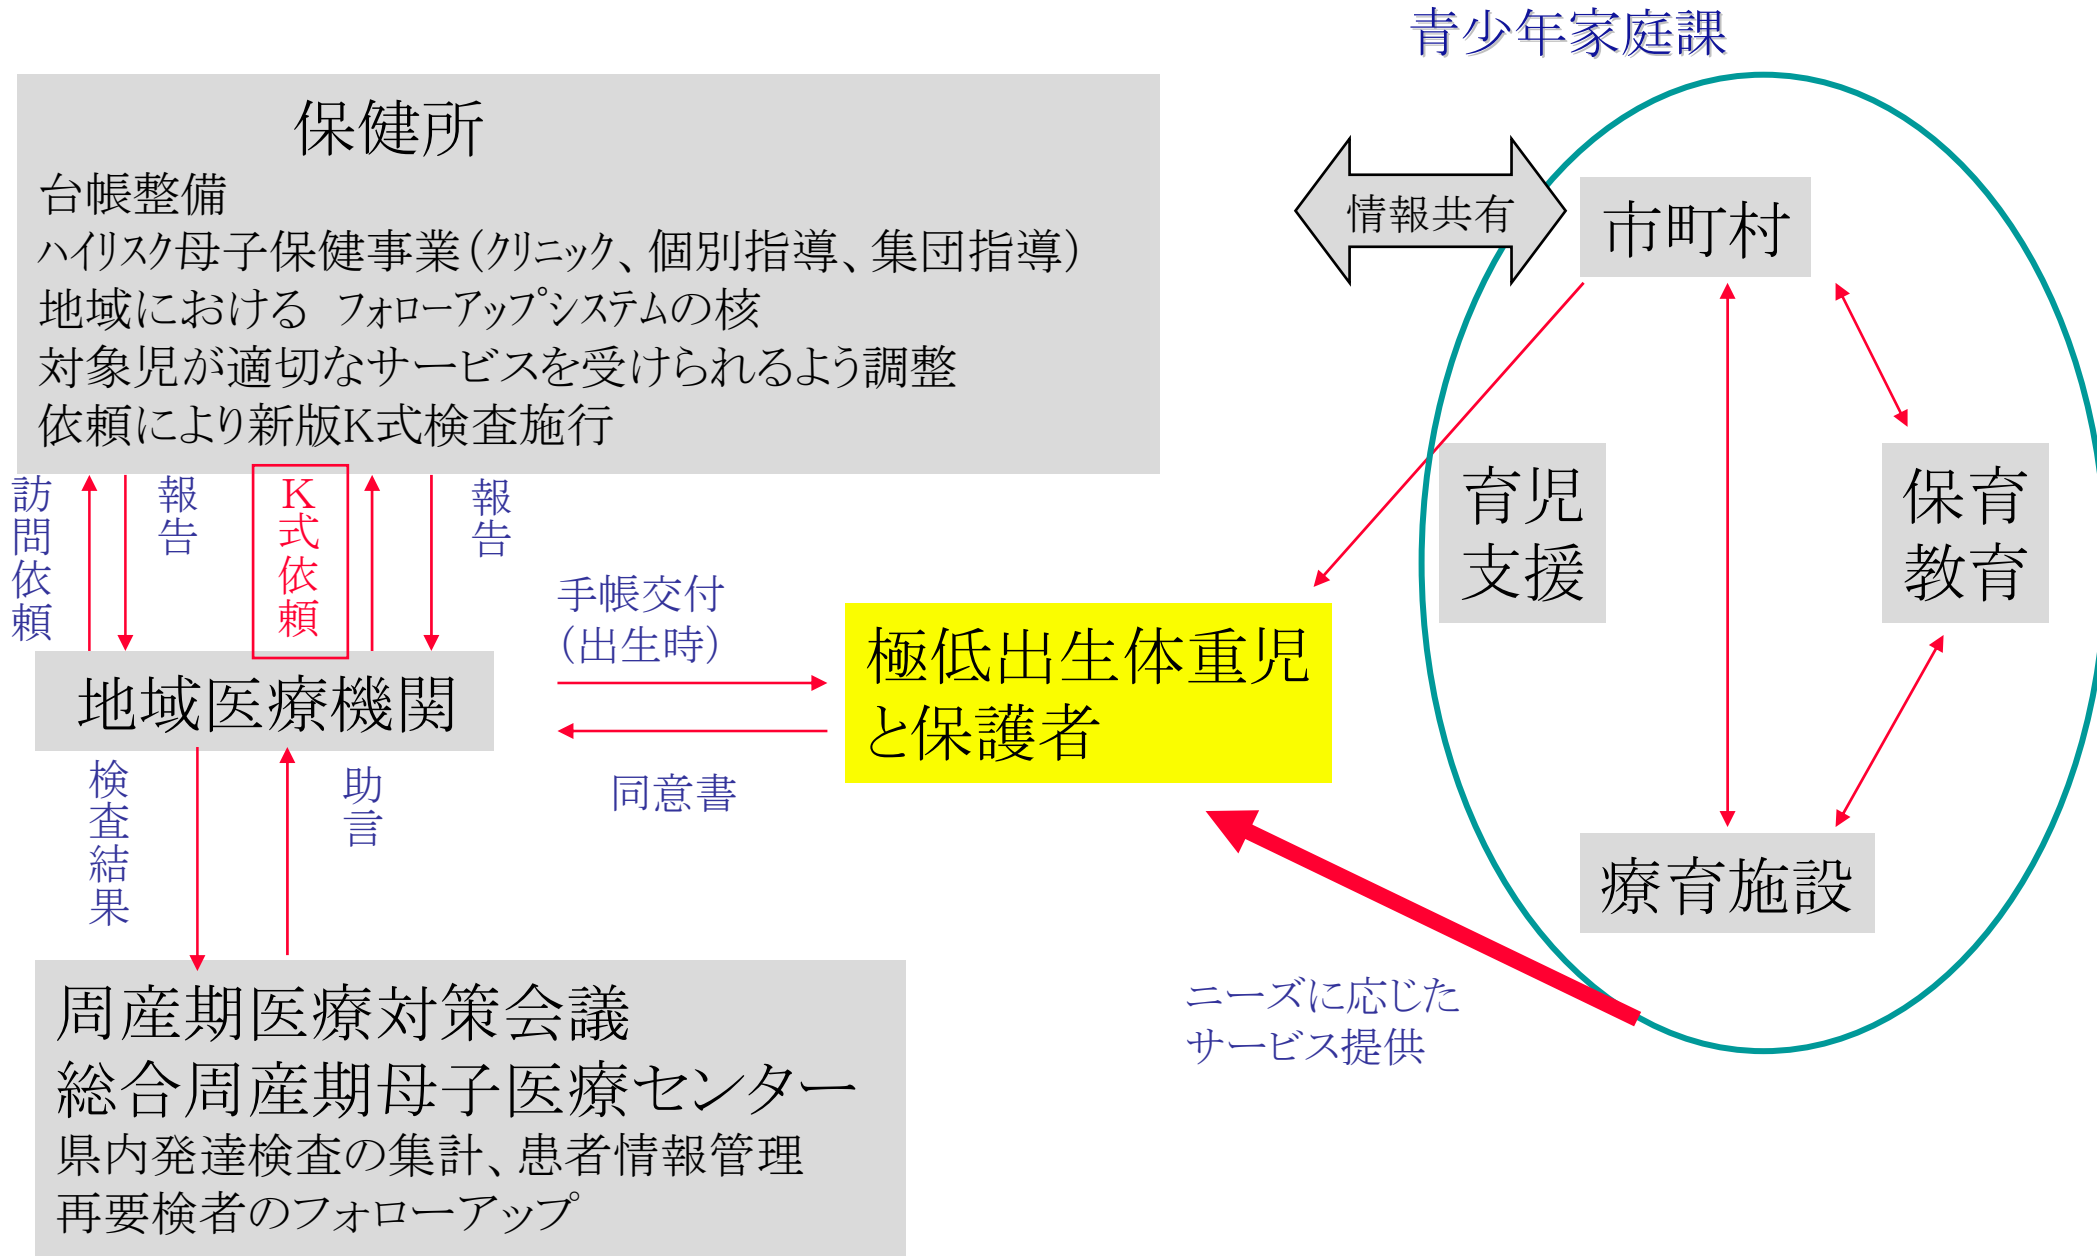 青少年家庭課
保健所
台帳整備
ハイリスク母子保健事業(クリニック、個別指導、集団指導)
地域における フォローアップシステムの核
対象児が適切なサービスを受けられるよう調整
依頼により新版K式検査施行
情報共有
市町村
訪問依頼
報告
K式依頼
報告
育児
支援
保育
教育
手帳交付
(出生時)
極低出生体重児
と保護者
地域医療機関
同意書
検査結果
助言
療育施設
ニーズに応じた
サービス提供
周産期医療対策会議
総合周産期母子医療センター
県内発達検査の集計、患者情報管理
再要検者のフォローアップ